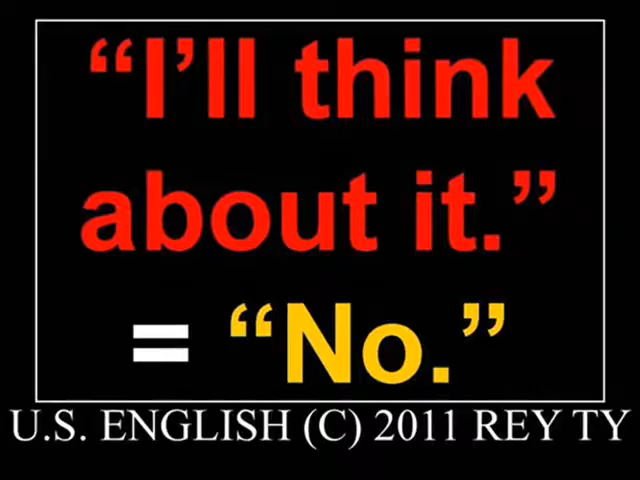 “I’ll think
about it.”
= “No.”
U.S. ENGLISH (C) 2011 REY TY